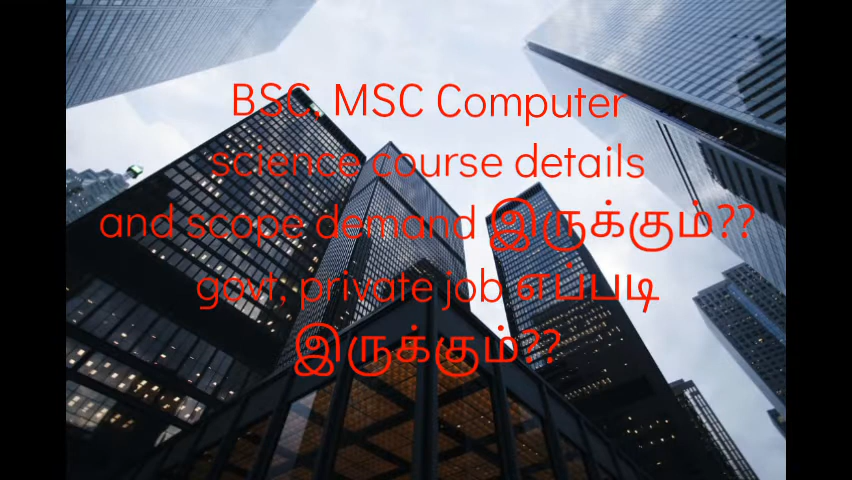 BSC, MSC Computer
science course details
and scope demand இருக்கும்??
govt, private job எப்படி
இருக்கும்??